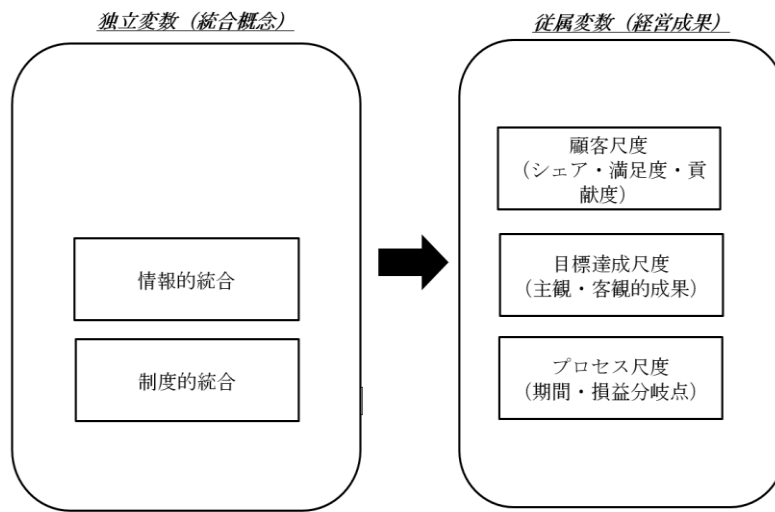 独立変数（統合概念）
情報的統合
制度的統合
従属変数（経営成果）
顧客尺度
（シェア・満足度・貢
献度）
目標達成尺度
（主観・客観的成果）
プロセス尺度
（期間・損益分岐点）